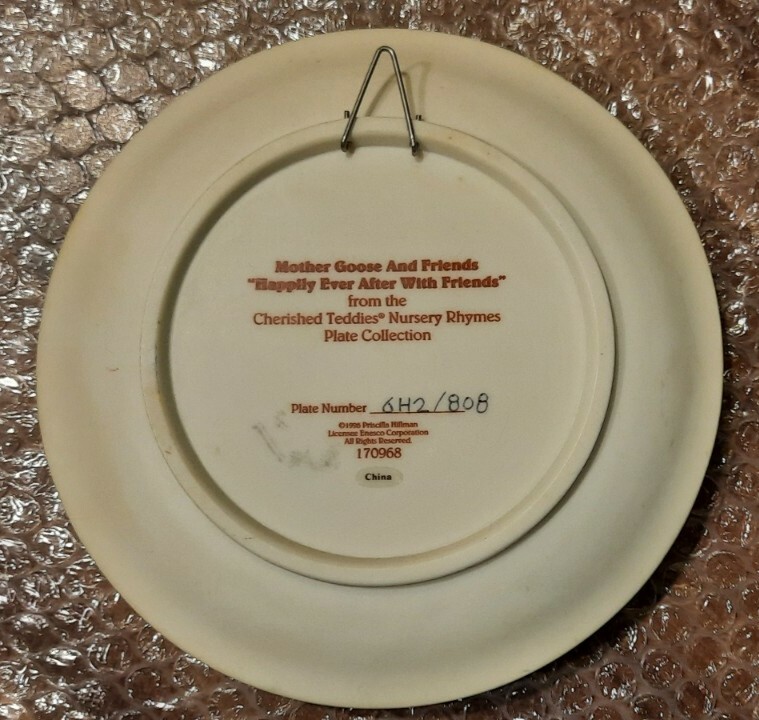 Mother Goose And Friends
"Happily Ever After With Friends"
from the
Cherished Teddies® Nursery Rhymes
Plate Collection
Plate Number 6H2/808
©1996 Priscilla Hillman
Licensee Enesco Corporation
All Rights Reserved.
170968
China